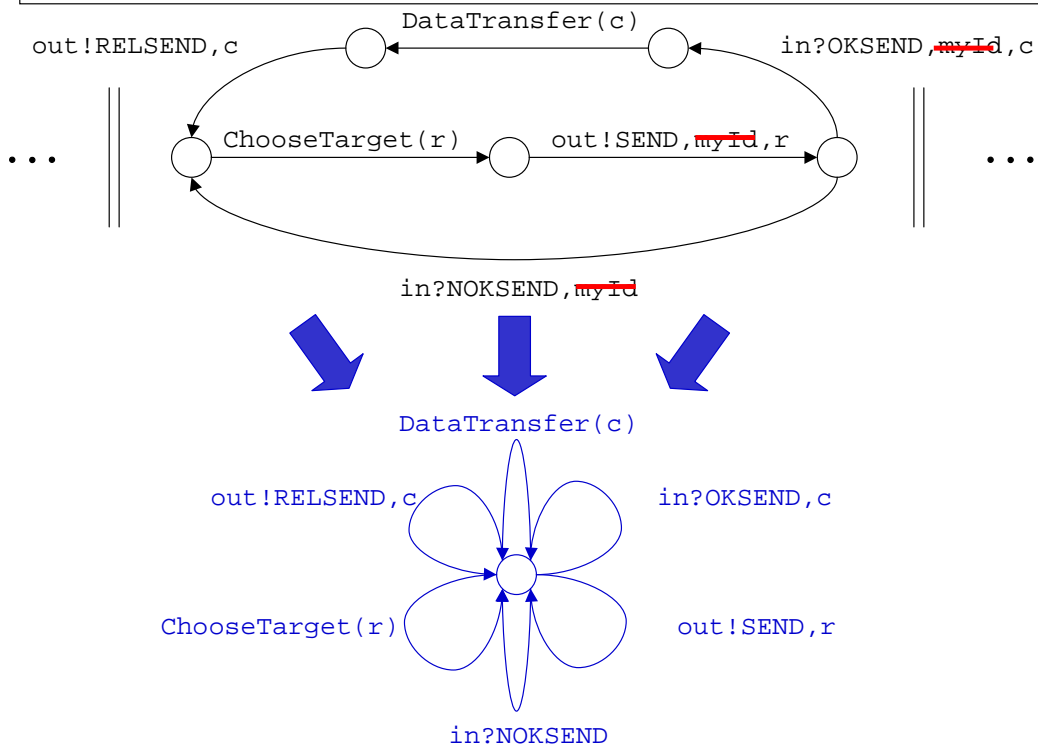 DataTransfer(c)
out!RELSEND,c
in?OKSEND,myId,c
ChooseTarget(r)
out!SEND,myId,r
...
...
in?NOKSEND,myId
DataTransfer(c)
out!RELSEND,c
in?OKSEND,c
ChooseTarget(r)
out!SEND,r
in?NOKSEND